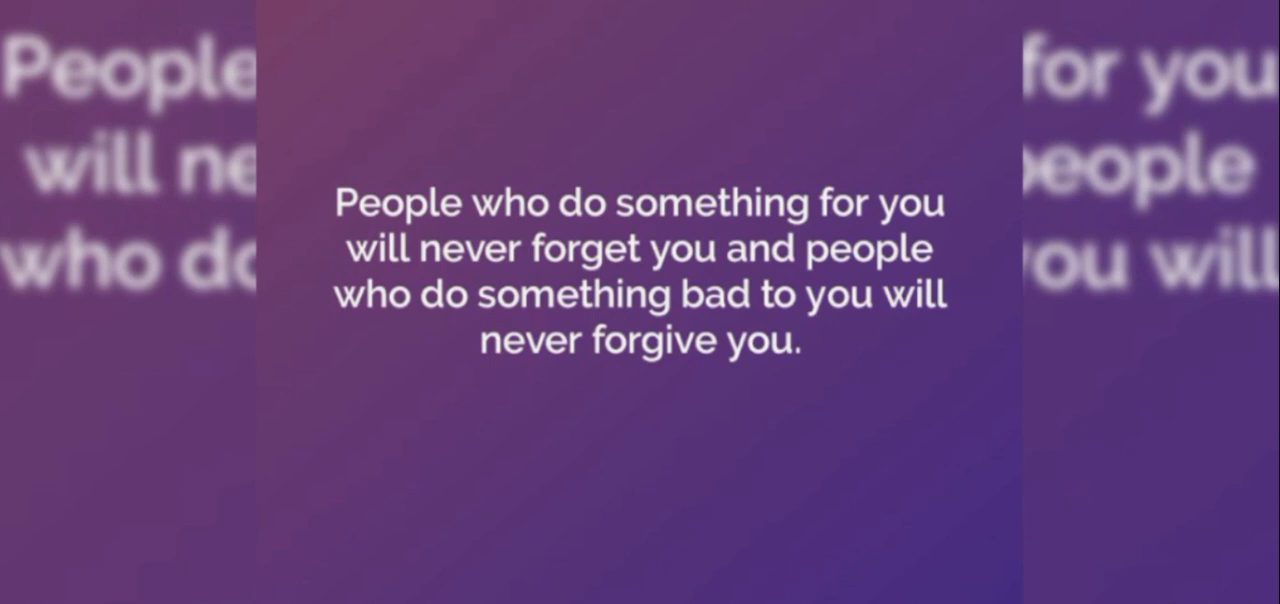 People who do something for you
will never forget you and people
who do something bad to you will
never forgive you.